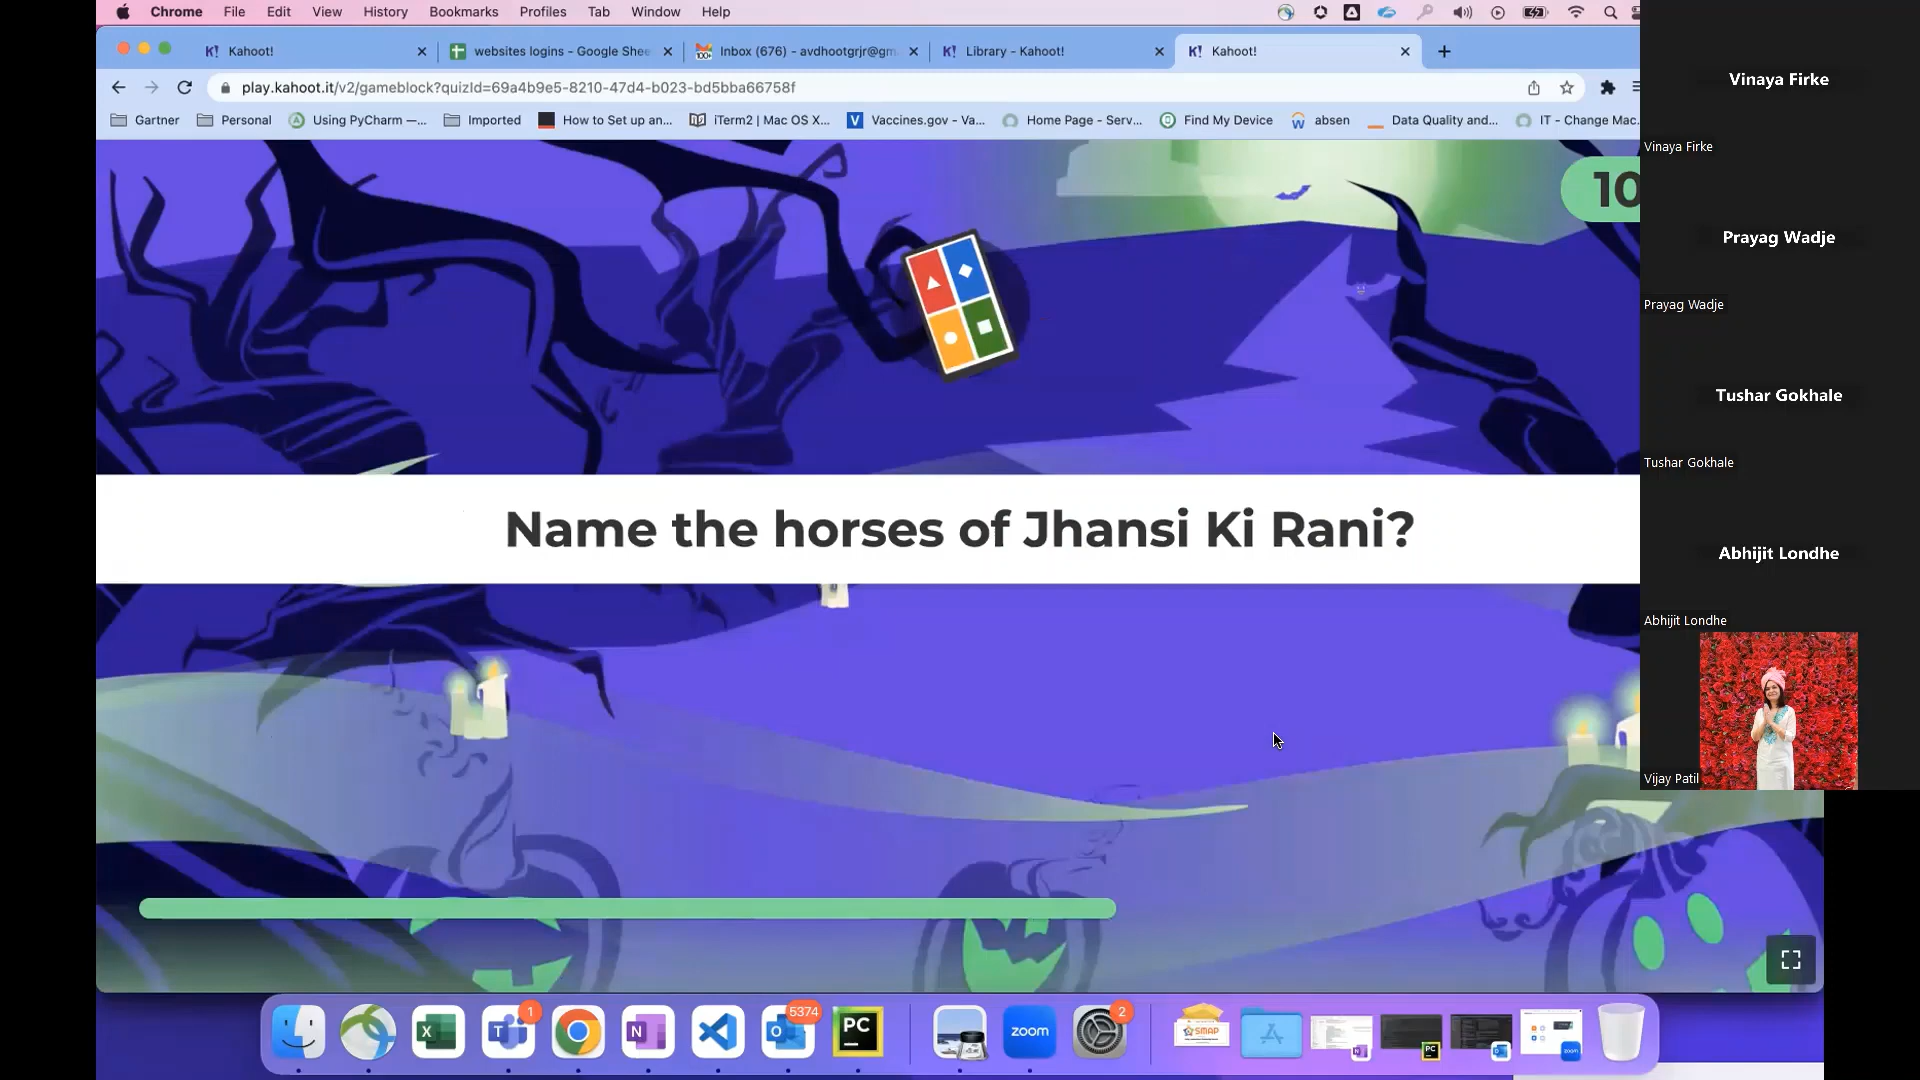 Chrome File Edit View History Bookmarks Profiles Tab Window Help
Kahoot! websites logins - Google Shee Inbox (676) - avdhootgrjr@gm Library - Kahoot! Kahoot!
play.kahoot.it/v2/gameblock?quizId=69a4b9e5-8210-47d4-b023-bd5bba66758f
Gartner Personal Using PyCharm —... Imported How to Set up an... iTerm2 | Mac OS X... Vaccines.gov - Va... Home Page - Serv... Find My Device absen Data Quality and... IT - Change Mac.
10
Name the horses of Jhansi Ki Rani?
Vinaya Firke
Vinaya Firke
Prayag Wadje
Prayag Wadje
Tushar Gokhale
Tushar Gokhale
Abhijit Londhe
Abhijit Londhe
Vijay Patil
1 5374 2
PC zoom SMAP